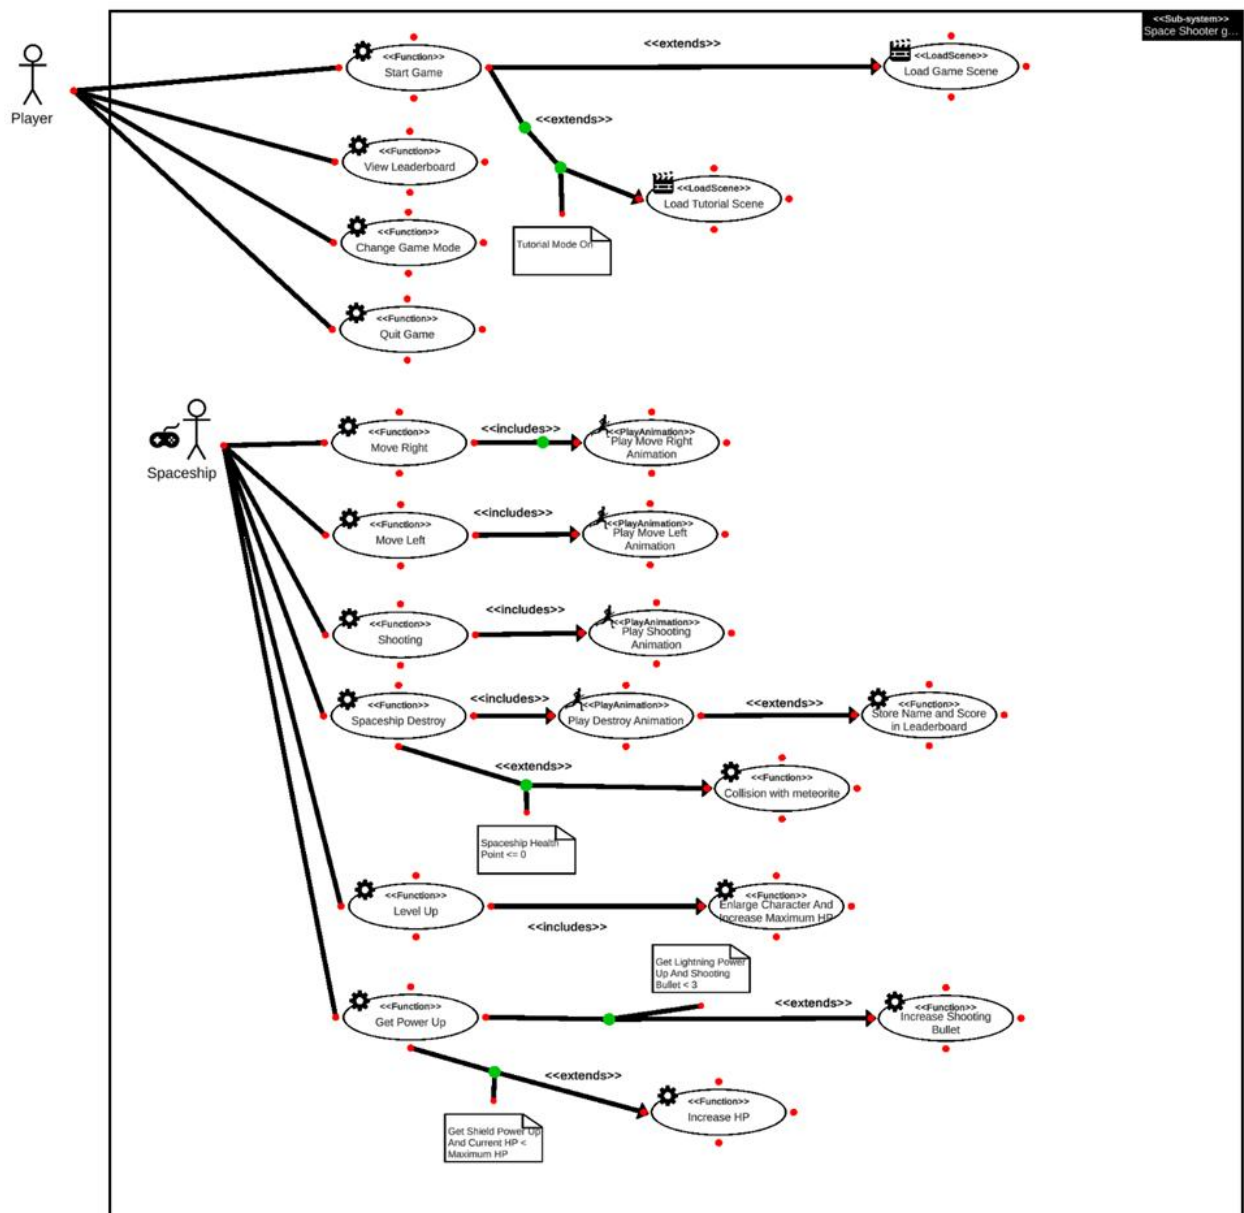 <<Sub-system>>
Space Shooter g...
<<Function>>
Start Game
<<extends>>
<<LoadScene>>
Load Game Scene
Player
<<extends>>
<<Function>>
View Leaderboard
<<LoadScene>>
Load Tutorial Scene
<<Function>>
Change Game Mode
Tutorial Mode On
<<Function>>
Quit Game
Spaceship
<<Function>>
Move Right
<<includes>>
<<PlayAnimation>>
Play Move Right
Animation
<<Function>>
Move Left
<<includes>>
<<PlayAnimation>>
Play Move Left
Animation
<<Function>>
Shooting
<<includes>>
<<PlayAnimation>>
Play Shooting
Animation
<<Function>>
Spaceship Destroy
<<includes>>
<<PlayAnimation>>
Play Destroy Animation
<<extends>>
<<Function>>
Store Name and Score
in Leaderboard
<<extends>>
<<Function>>
Collision with meteorite
Spaceship Health
Point <= 0
<<Function>>
Level Up
<<includes>>
<<Function>>
Enlarge Character And
Increase Maximum HP
Get Lightning Power
Up And Shooting
Bullet < 3
<<Function>>
Get Power Up
<<extends>>
<<Function>>
Increase Shooting
Bullet
<<extends>>
<<Function>>
Increase HP
Get Shield Power Up
And Current HP <
Maximum HP